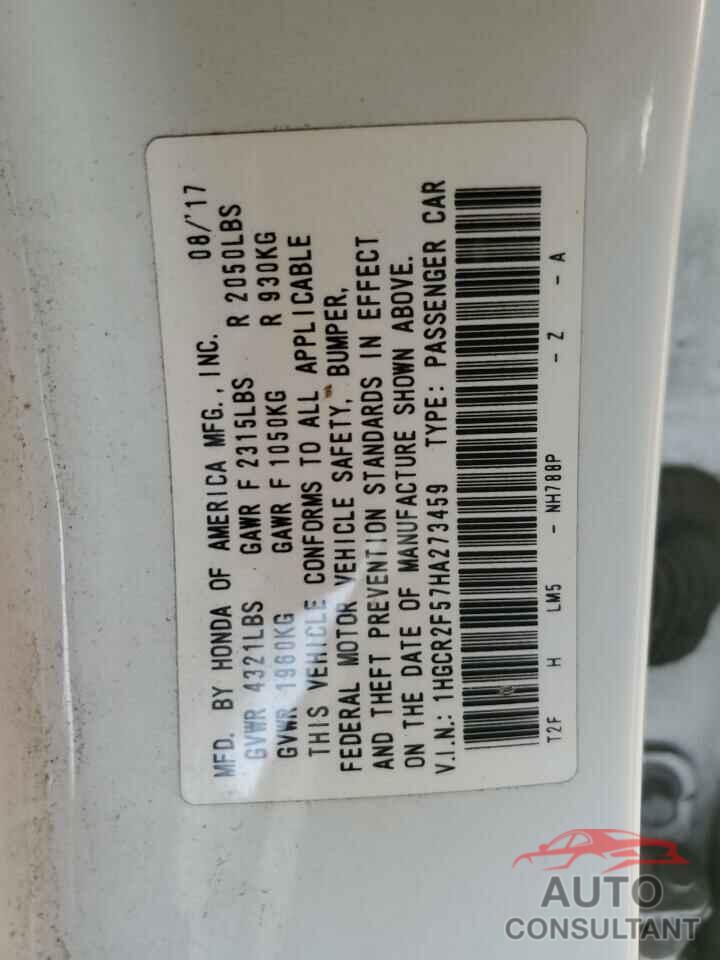 MFD. BY HONDA OF AMERICA MFG., INC. 08/'17
GVWR 4321LBS GAWR F 2315LBS R 2050LBS
GVWR 1960KG GAWR F 1050KG R 930KG
THIS VEHICLE CONFORMS TO ALL APPLICABLE
FEDERAL MOTOR VEHICLE SAFETY, BUMPER,
AND THEFT PREVENTION STANDARDS IN EFFECT
ON THE DATE OF MANUFACTURE SHOWN ABOVE.
V.I.N.: 1HGCR2F57HA273459 TYPE: PASSENGER CAR
T2F H LM5 - NH788P - Z - A
AUTO
CONSULTANT